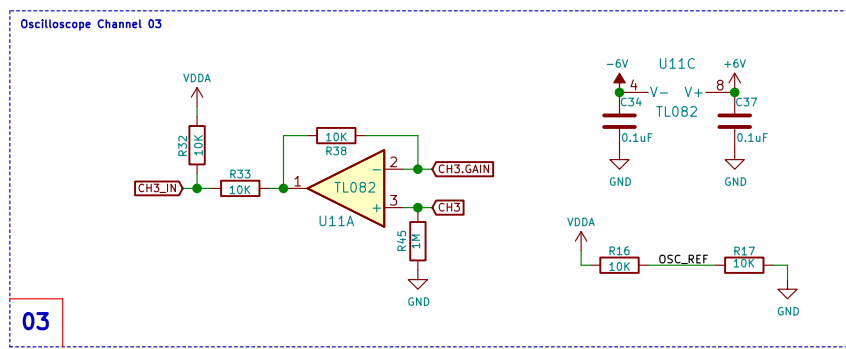 Oscilloscope Channel 03
VDDA
R32
10K
CH3_IN
R33
10K
10K
R38
1
TL082
U11A
-
2
+
3
CH3.GAIN
CH3
R45
1M
GND
-6V
U11C
+6V
4
V-
V+
8
C34
TL082
C37
0.1uF
0.1uF
GND
GND
VDDA
R16
10K
OSC_REF
R17
10K
GND
03